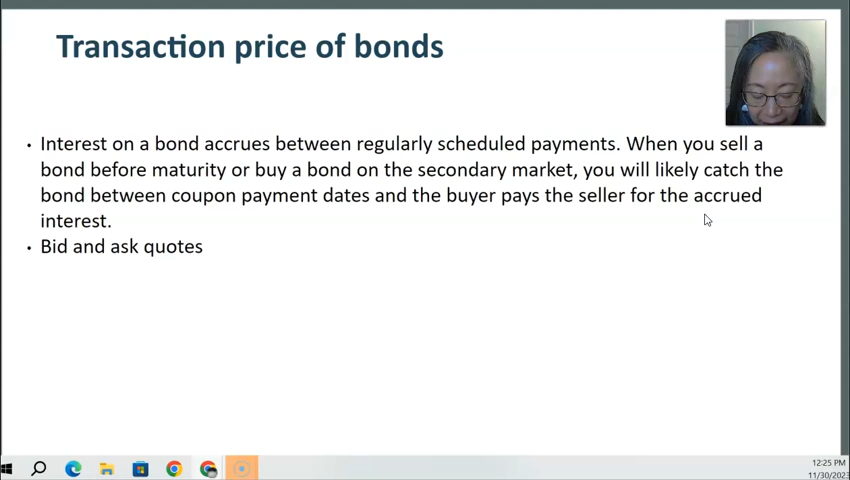 Transaction price of bonds
• Interest on a bond accrues between regularly scheduled payments. When you sell a
bond before maturity or buy a bond on the secondary market, you will likely catch the
bond between coupon payment dates and the buyer pays the seller for the accrued
interest.
• Bid and ask quotes
12:25 PM
11/30/2023